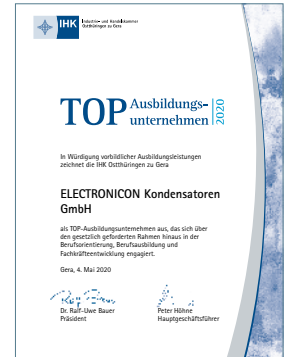 IHK Industrie- und Handelskammer
Ostthüringen zu Gera
TOP Ausbildungs-
unternehmen 2020
In Würdigung vorbildlicher Ausbildungsleistungen
zeichnet die IHK Ostthüringen zu Gera
ELECTRONICON Kondensatoren
GmbH
als TOP-Ausbildungsunternehmen aus, das sich über
den gesetzlich geforderten Rahmen hinaus in der
Berufsorientierung, Berufsausbildung und
Fachkräfteentwicklung engagiert.
Gera, 4. Mai 2020
Dr. Ralf-Uwe Bauer
Präsident
Peter Höhne
Hauptgeschäftsführer